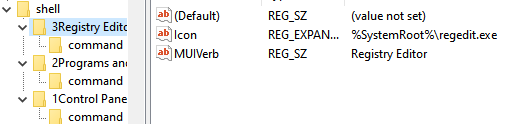 shell
3Registry Edito
command
2Programs and
command
1Control Pane
command
(Default) REG_SZ (value not set)
Icon REG_EXPAN... %SystemRoot%\regedit.exe
MUIVerb REG_SZ Registry Editor